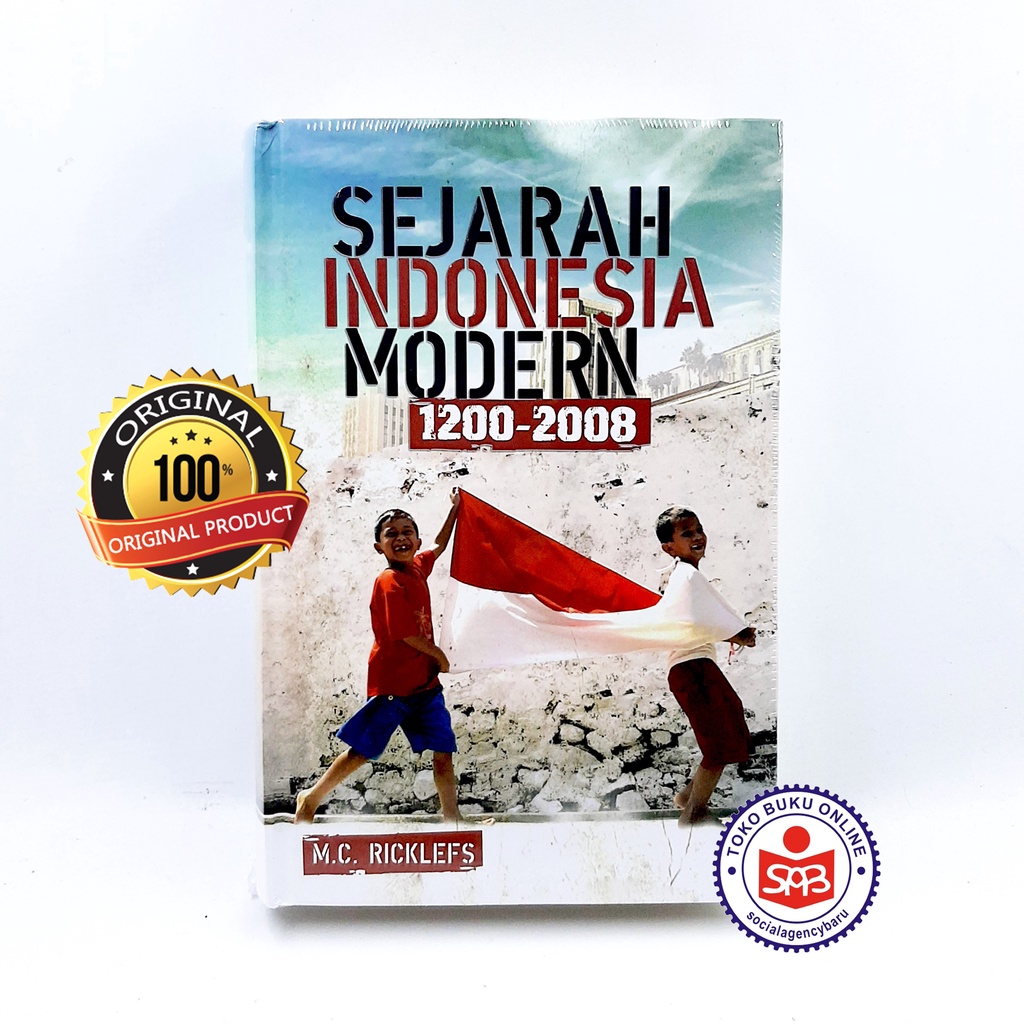 SEJARAH
INDONESIA
MODERN
1200-2008
ORIGINAL
100%
ORIGINAL PRODUCT
M.C. RICKLEFS
TOKO BUKU ONLINE
SAB
socialagencybaru